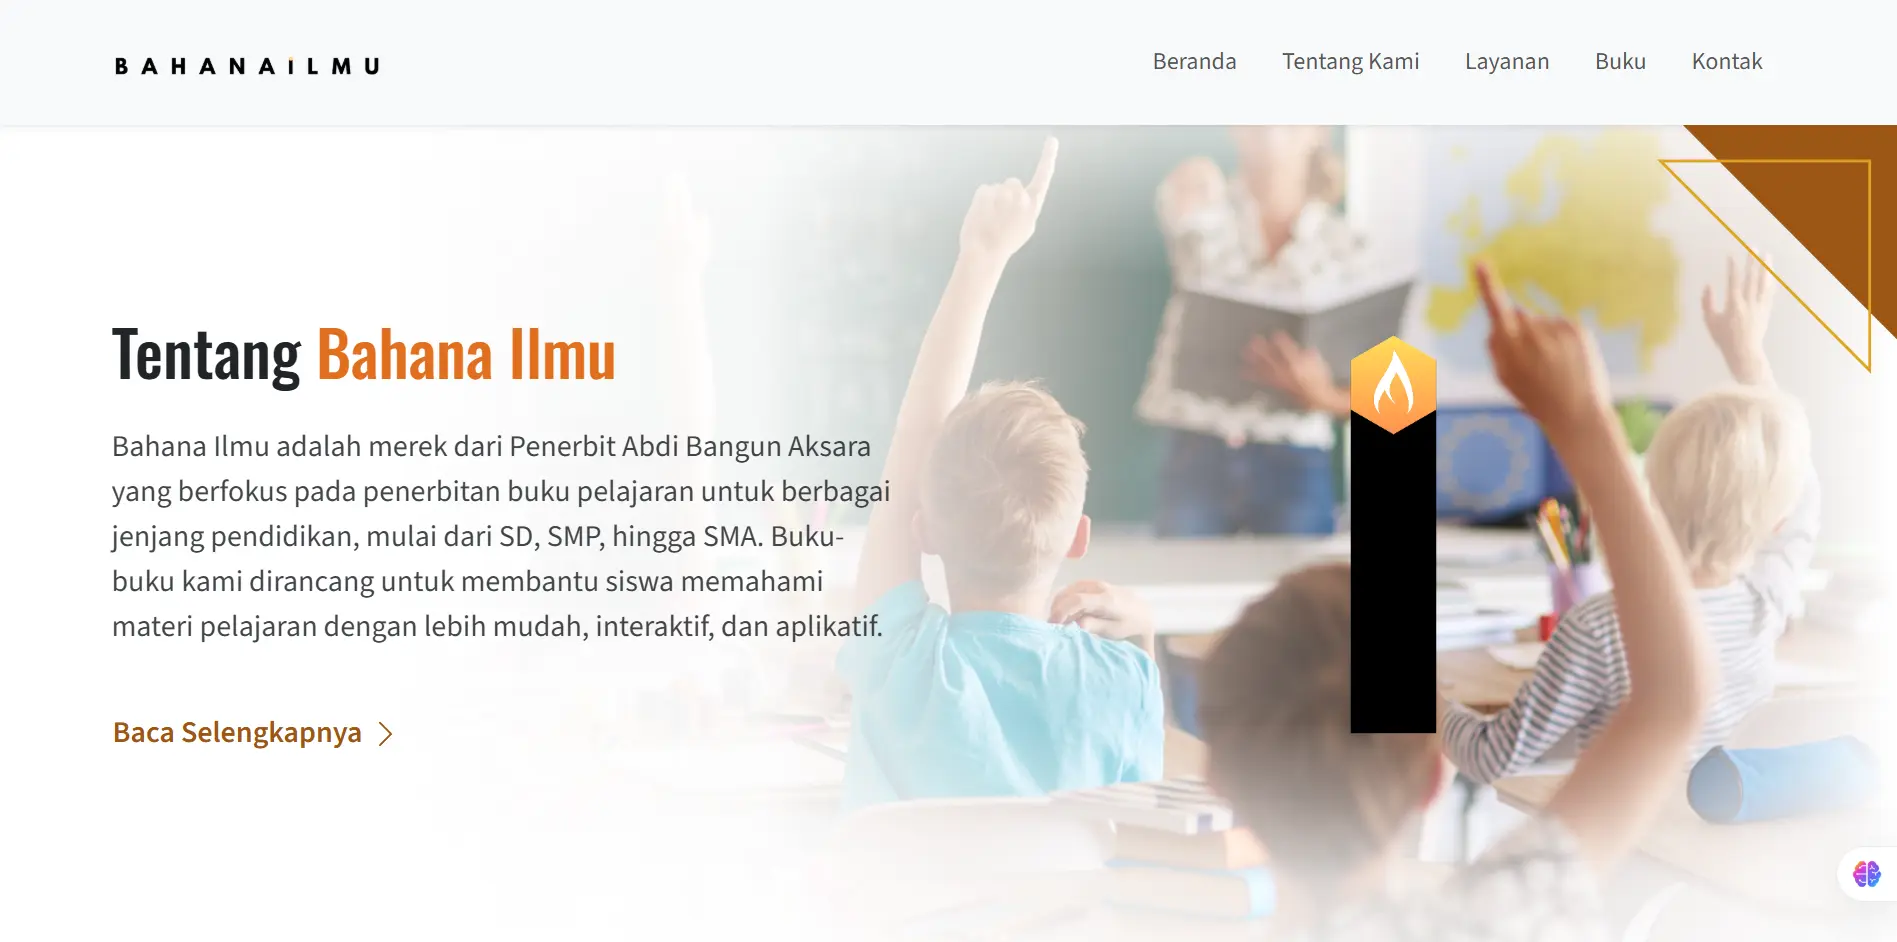 BAHANAiLMU
Beranda
Tentang Kami
Layanan
Buku
Kontak
Tentang Bahana Ilmu
Bahana Ilmu adalah merek dari Penerbit Abdi Bangun Aksara
yang berfokus pada penerbitan buku pelajaran untuk berbagai
jenjang pendidikan, mulai dari SD, SMP, hingga SMA. Buku-
buku kami dirancang untuk membantu siswa memahami
materi pelajaran dengan lebih mudah, interaktif, dan aplikatif.
Baca Selengkapnya